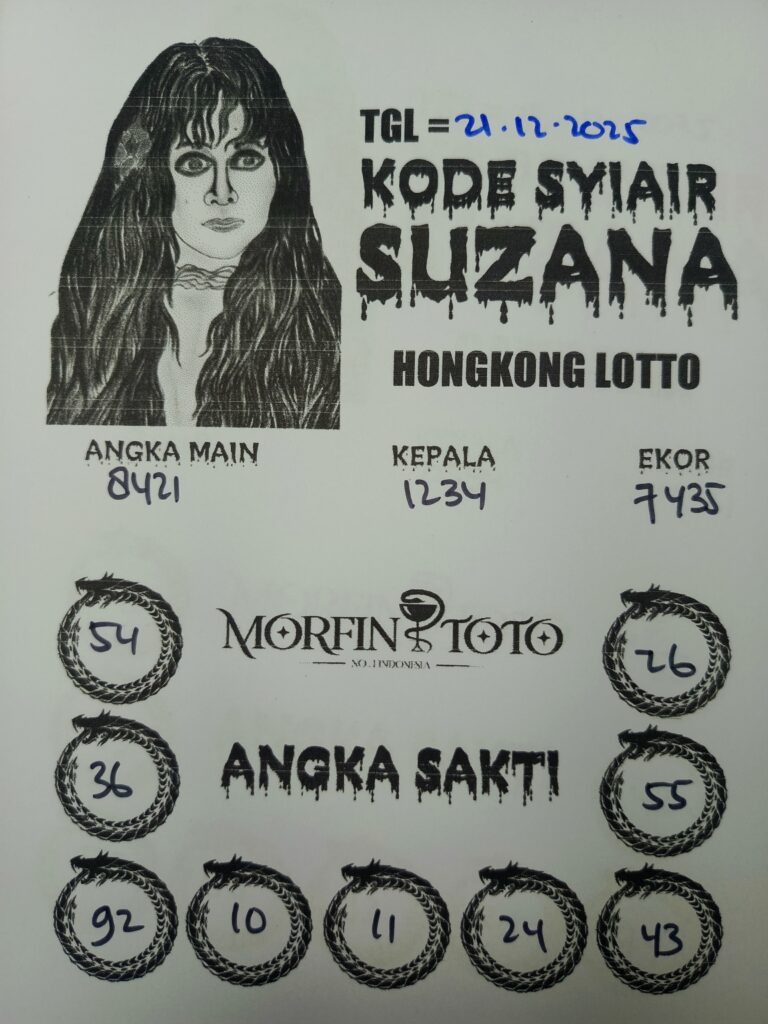 TGL = 21.12.2025
KODE SYIAIR
SUZANA
HONGKONG LOTTO
ANGKA MAIN KEPALA EKOR
8421 1234 7435
54 MORFIN TOTO 26
NO.1 INDONESIA
36 ANGKA SAKTI 55
92 10 11 24 43